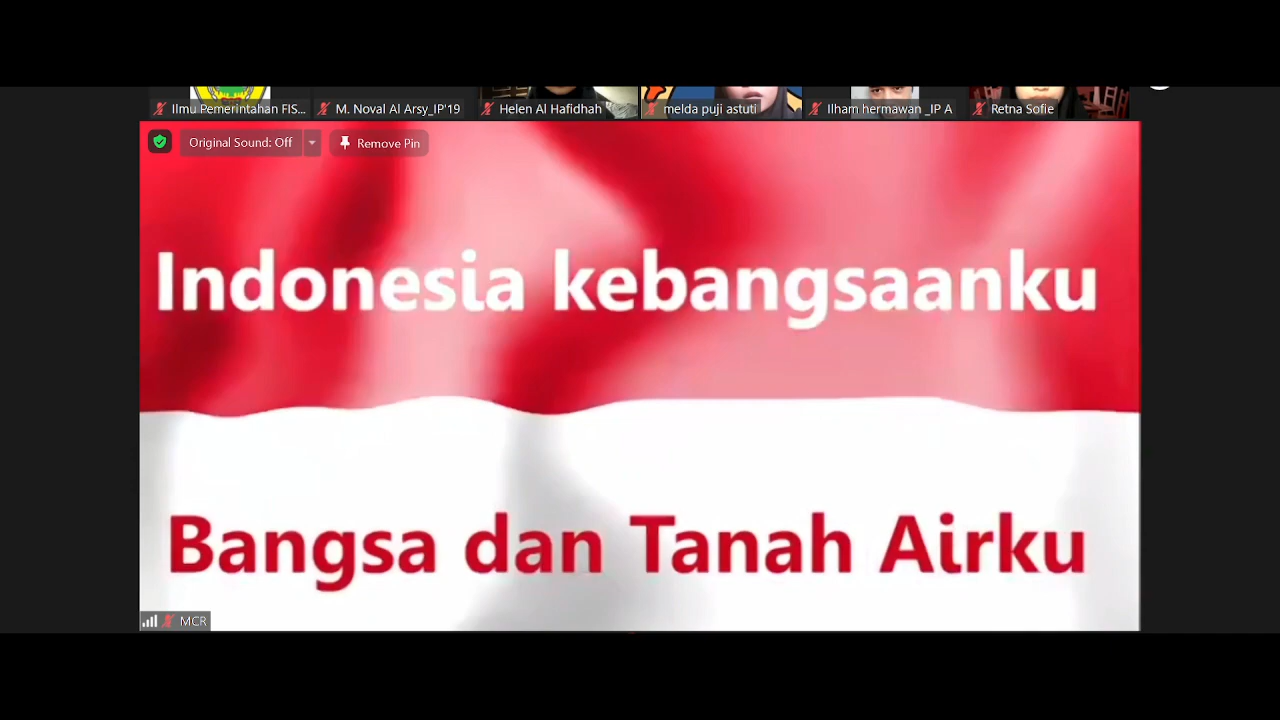 Ilmu Pemerintahan FIS...
M. Noval Al Arsy_IP'19
Helen Al Hafidhah
melda puji astuti
Ilham hermawan _IP A
Retna Sofie
Original Sound: Off
Remove Pin
Indonesia kebangsaanku
Bangsa dan Tanah Airku
MCR